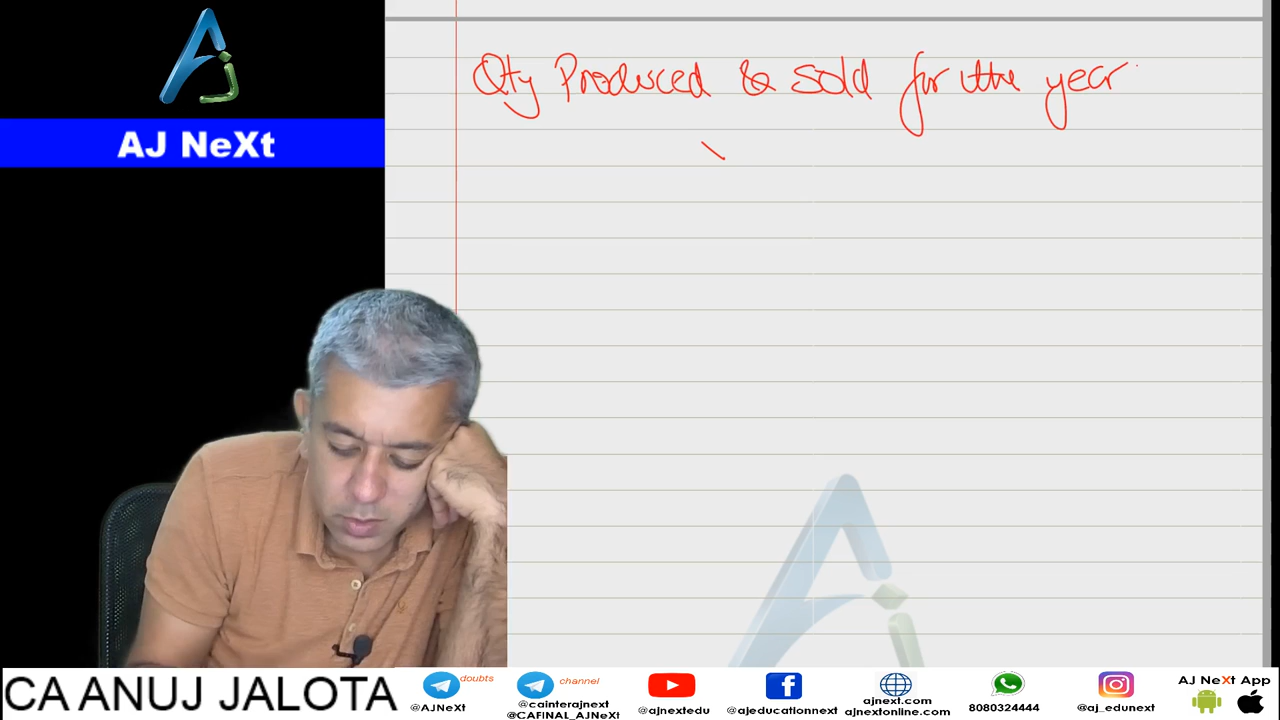 Qty Produced & Sold for the year
AJ NeXt
CA ANUJ JALOTA
doubts
@AJNeXt
channel
@cainterajnext
@CAFINAL_AJNeXt
@ajnextedu
@ajeducationnext
ajnext.com
ajnextonline.com
8080324444
@aj_edunext
AJ NeXt App